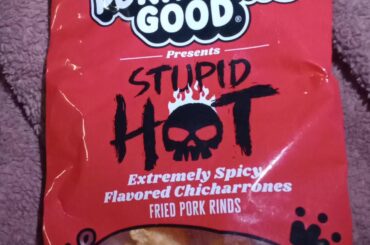 GOOD®
Presents
STUPID
HOT
Extremely Spicy
Flavored Chicharrones
FRIED PORK RINDS